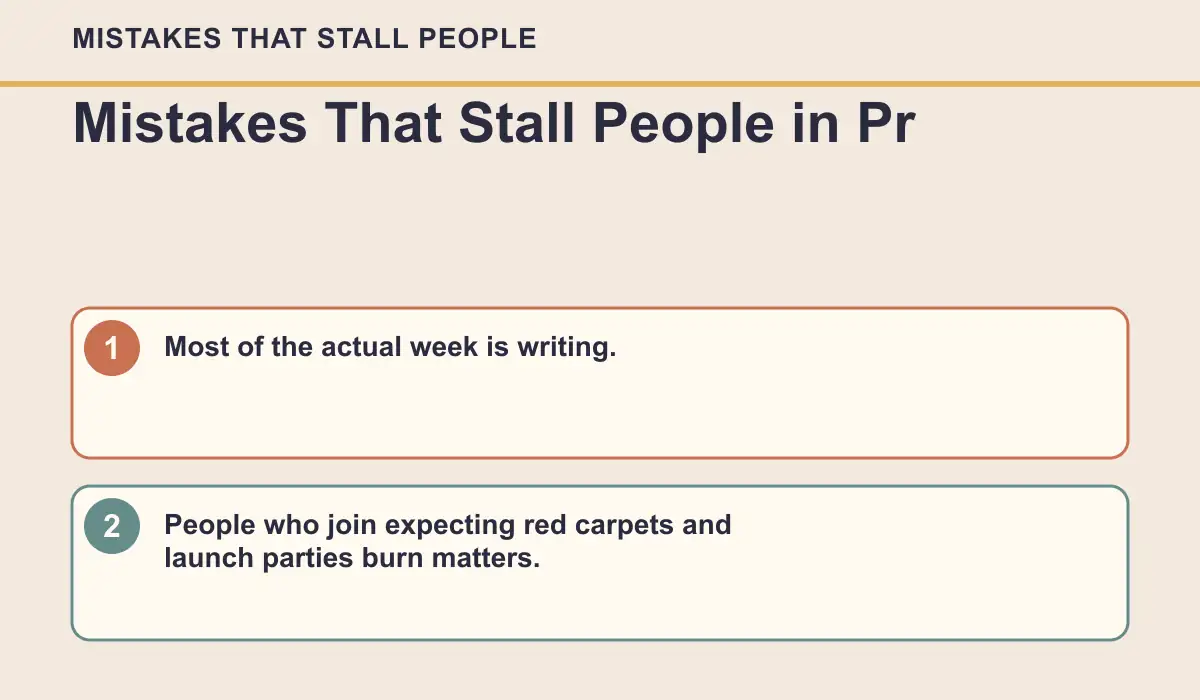 MISTAKES THAT STALL PEOPLE
Mistakes That Stall People in Pr
1
Most of the actual week is writing.
2
People who join expecting red carpets and
launch parties burn matters.